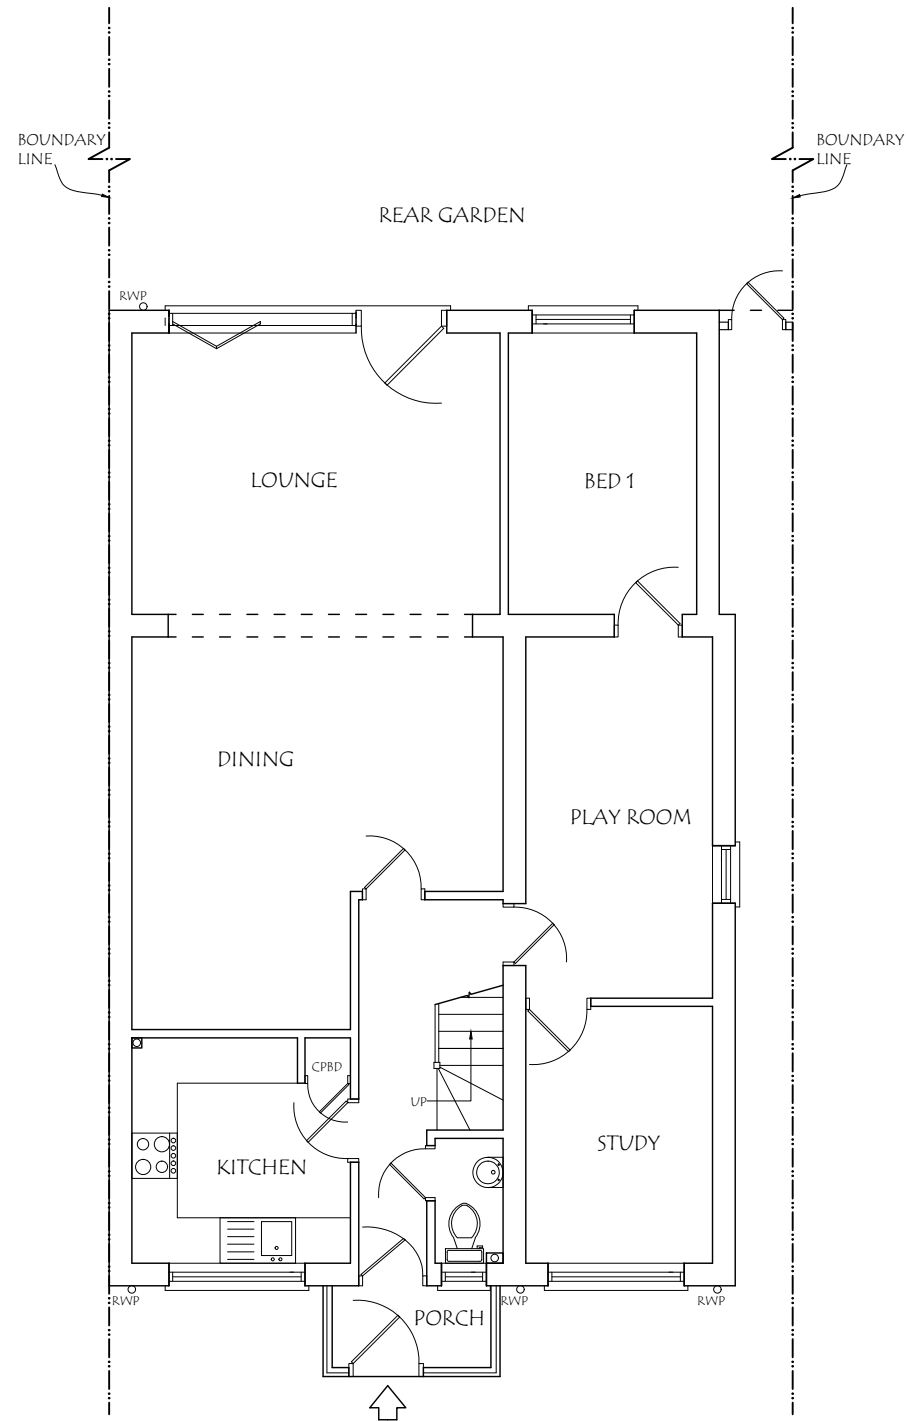 BOUNDARY
LINE
BOUNDARY
LINE
REAR GARDEN
RWP
LOUNGE
BED 1
DINING
PLAY ROOM
CPBD
UP
KITCHEN
STUDY
RWP
PORCH
RWP
RWP